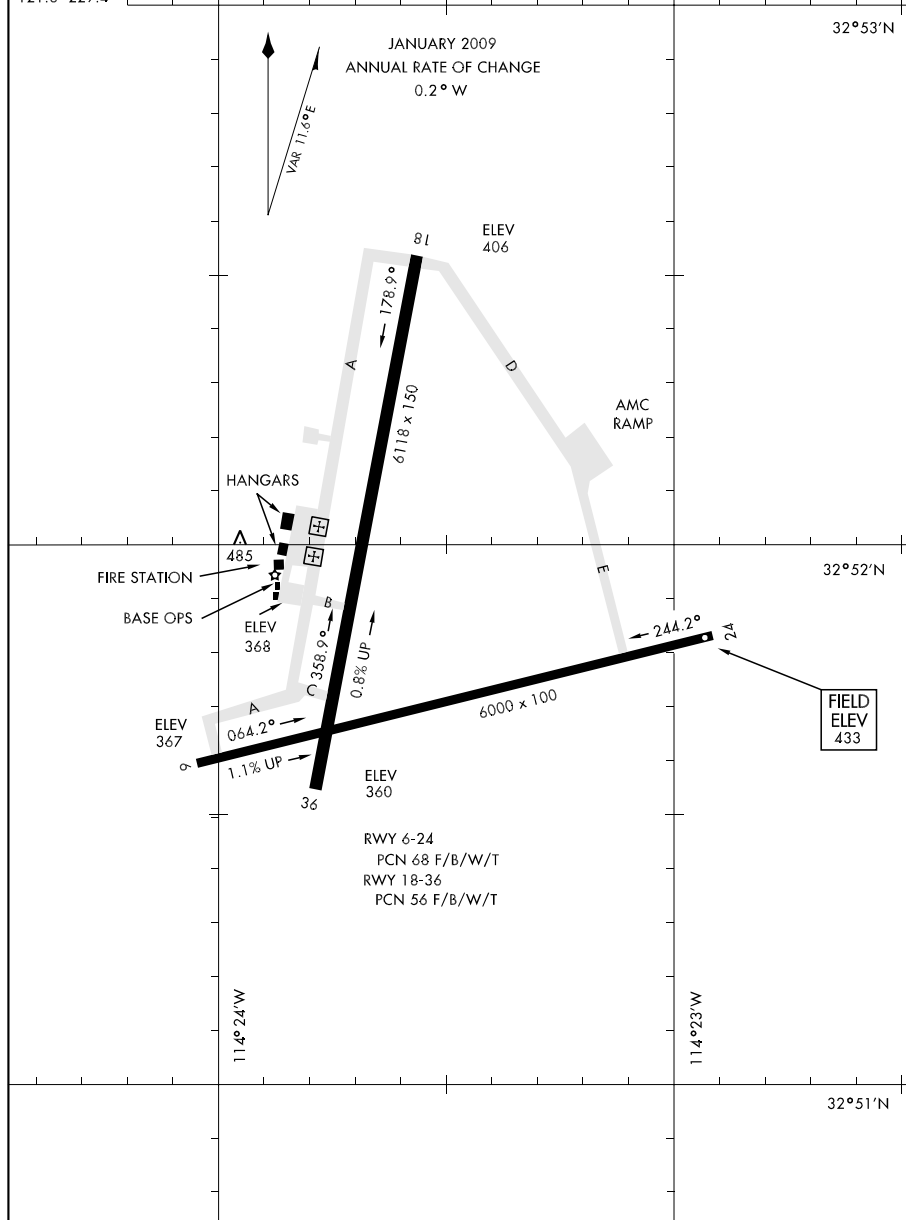 32°53'N
JANUARY 2009
ANNUAL RATE OF CHANGE
0.2° W
VAR 11.6°E
ELEV
406
18
178.9°
A
D
6118 x 150
AMC
RAMP
HANGARS
485
FIRE STATION
32°52'N
E
BASE OPS
B
ELEV
368
358.9°
0.8% UP
244.2°
24
C
A
6000 x 100
FIELD
ELEV
433
ELEV
367
064.2°
6
1.1% UP
ELEV
360
36
RWY 6-24
PCN 68 F/B/W/T
RWY 18-36
PCN 56 F/B/W/T
114°24'W
114°23'W
32°51'N